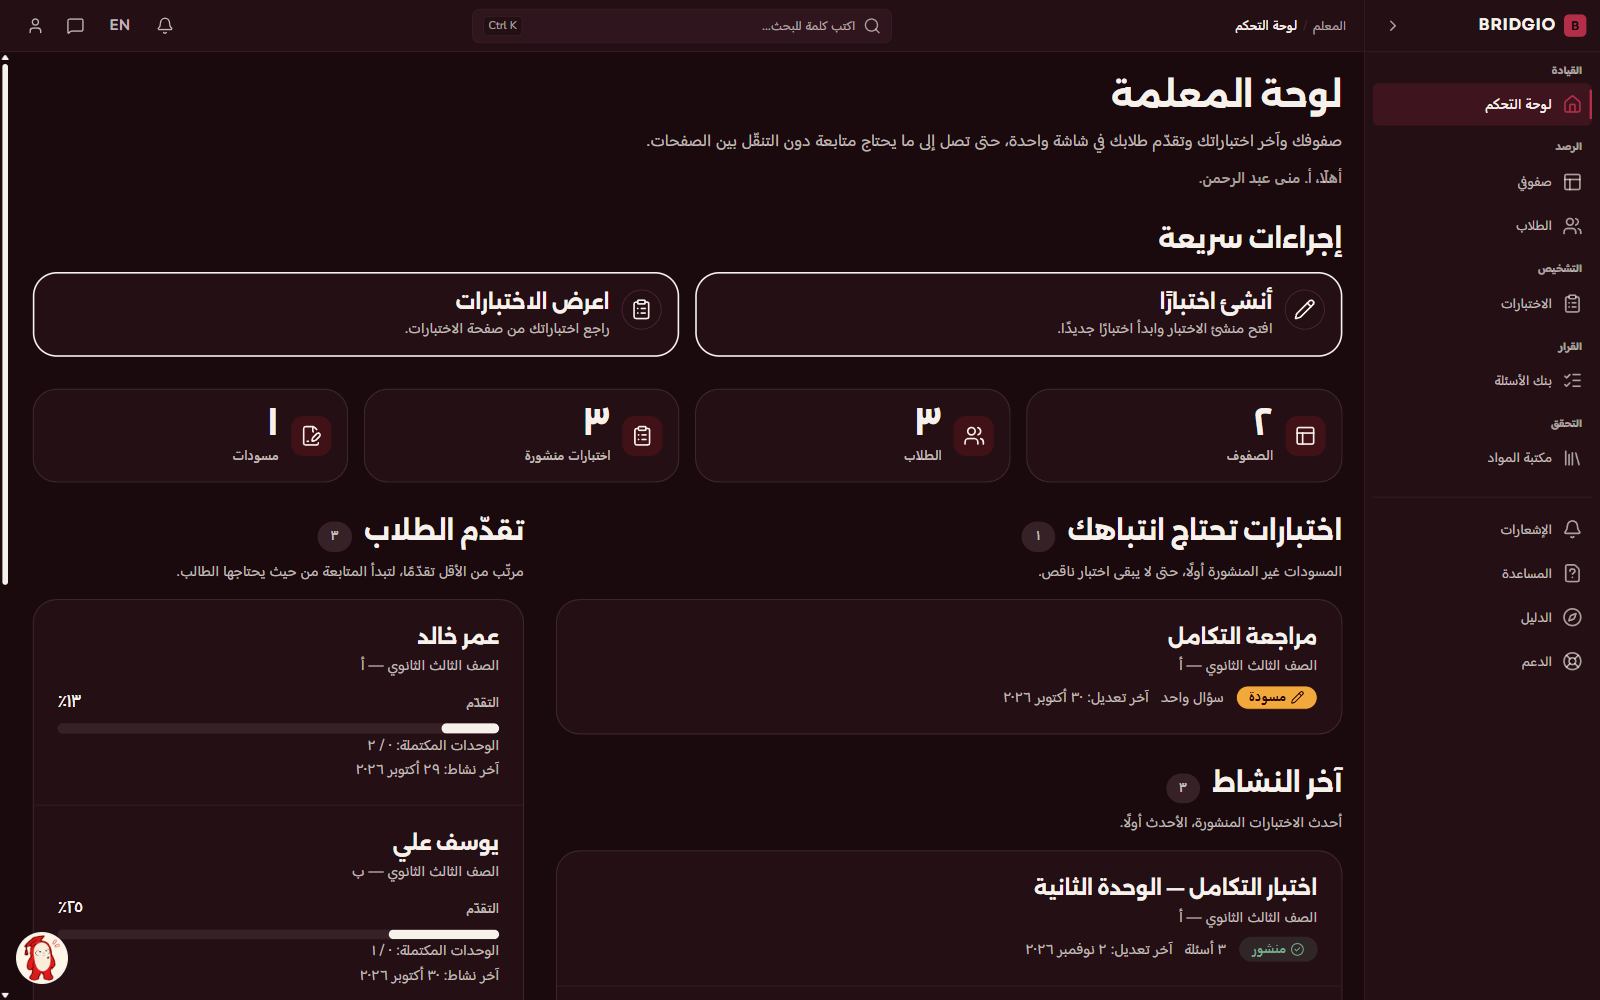 BRIDGIO
B
المعلم / لوحة التحكم
اكتب كلمة للبحث...
Ctrl K
EN
القيادة
لوحة التحكم
الرصد
صفوفي
الطلاب
التشخيص
الاختبارات
القرار
بنك الأسئلة
التحقق
مكتبة المواد
الإشعارات
المساعدة
الدليل
الدعم
لوحة المعلمة
صفوفك وآخر اختباراتك وتقدّم طلابك في شاشة واحدة، حتى تصل إلى ما يحتاج متابعة دون التنقّل بين الصفحات.
أهلًا، أ. منى عبد الرحمن.
إجراءات سريعة
أنشئ اختبارًا
افتح منشئ الاختبار وابدأ اختبارًا جديدًا.
اعرض الاختبارات
راجع اختباراتك من صفحة الاختبارات.
٢
الصفوف
٣
الطلاب
٣
اختبارات منشورة
١
مسودات
اختبارات تحتاج انتباهك ١
المسودات غير المنشورة أولًا، حتى لا يبقى اختبار ناقص.
مراجعة التكامل
الصف الثالث الثانوي — أ
مسودة سؤال واحد آخر تعديل: ٣٠ أكتوبر ٢٠٢٦
آخر النشاط ٣
أحدث الاختبارات المنشورة، الأحدث أولًا.
اختبار التكامل — الوحدة الثانية
الصف الثالث الثانوي — أ
منشور ٣ أسئلة آخر تعديل: ٢ نوفمبر ٢٠٢٦
تقدّم الطلاب ٣
مرتّب من الأقل تقدّمًا، لتبدأ المتابعة من حيث يحتاجها الطالب.
عمر خالد
الصف الثالث الثانوي — أ
التقدّم ١٣٪
الوحدات المكتملة: ٠ / ٢
آخر نشاط: ٢٩ أكتوبر ٢٠٢٦
يوسف علي
الصف الثالث الثانوي — ب
التقدّم ٢٥٪
الوحدات المكتملة: ٠ / ١
آخر نشاط: ٣٠ أكتوبر ٢٠٢٦